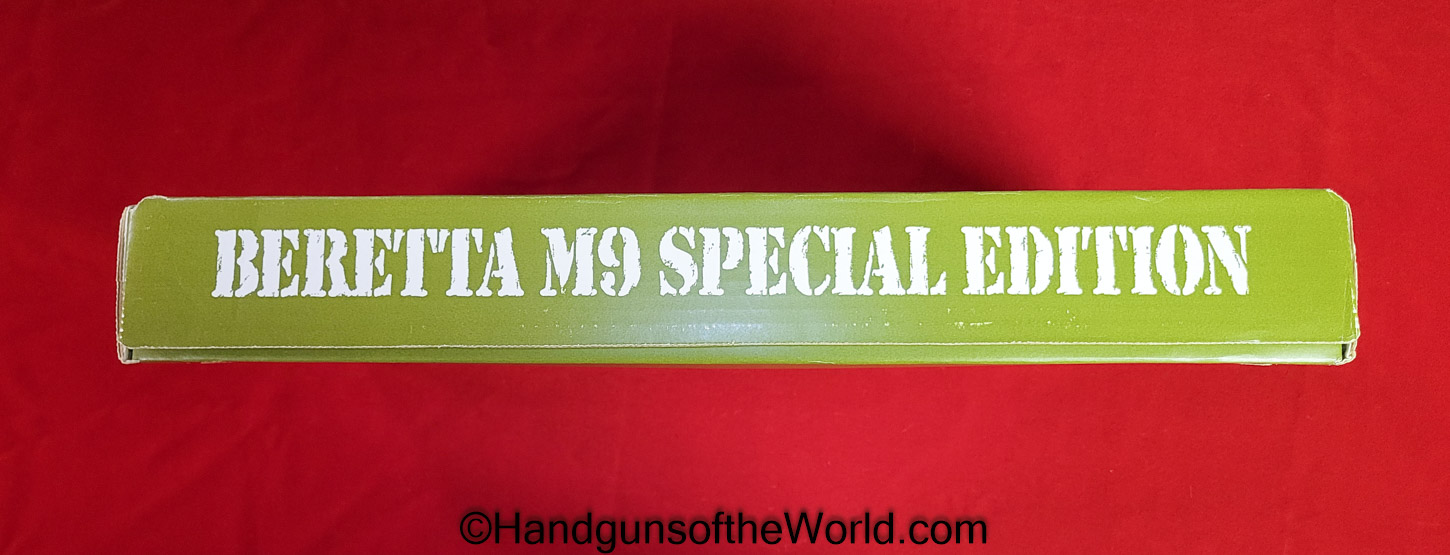 BERETTA M9 SPECIAL EDITION
©HandgunsoftheWorld.com